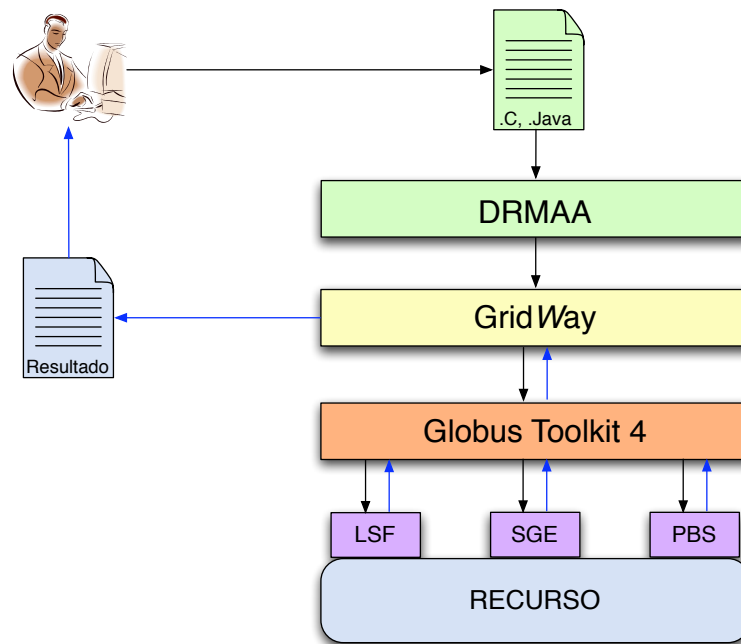 .C, .Java
DRMAA
GridWay
Resultado
Globus Toolkit 4
LSF
SGE
PBS
RECURSO